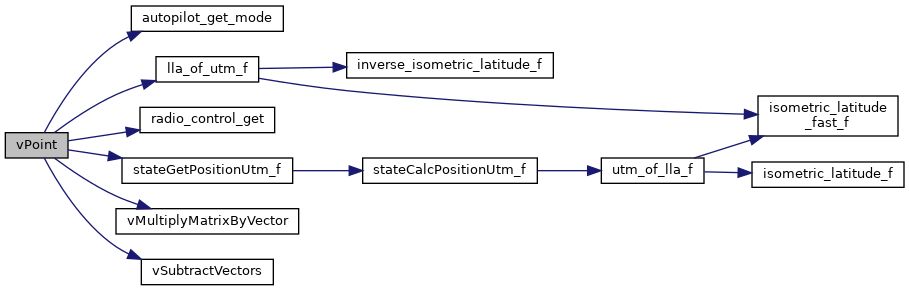 autopilot_get_mode
lla_of_utm_f
inverse_isometric_latitude_f
isometric_latitude
_fast_f
radio_control_get
vPoint
stateGetPositionUtm_f
stateCalcPositionUtm_f
utm_of_lla_f
isometric_latitude_f
vMultiplyMatrixByVector
vSubtractVectors